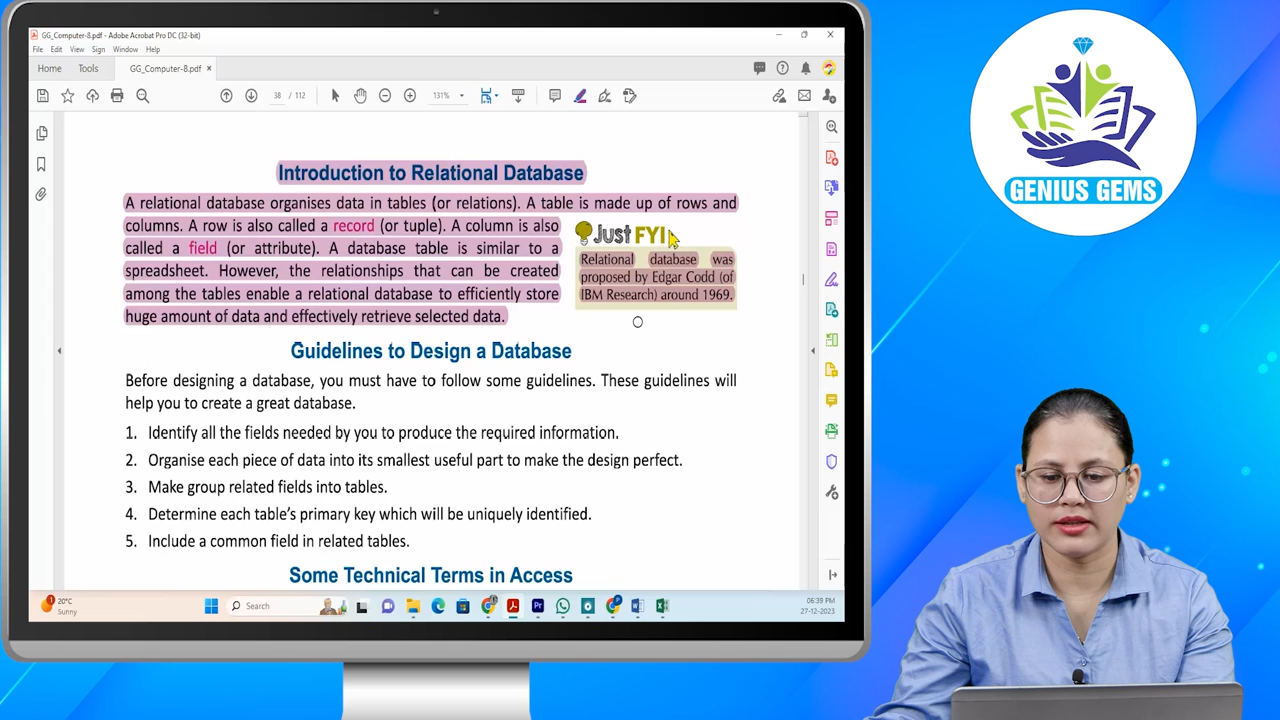 GG_Computer-8.pdf - Adobe Acrobat Pro DC (32-bit)
File Edit View Sign Window Help
Home Tools GG_Computer-8.pdf ×
38 / 112 131%
Introduction to Relational Database
A relational database organises data in tables (or relations). A table is made up of rows and
columns. A row is also called a record (or tuple). A column is also
called a field (or attribute). A database table is similar to a
spreadsheet. However, the relationships that can be created
among the tables enable a relational database to efficiently store
huge amount of data and effectively retrieve selected data.
Just FYI
Relational database was
proposed by Edgar Codd (of
IBM Research) around 1969.
Guidelines to Design a Database
Before designing a database, you must have to follow some guidelines. These guidelines will
help you to create a great database.
1. Identify all the fields needed by you to produce the required information.
2. Organise each piece of data into its smallest useful part to make the design perfect.
3. Make group related fields into tables.
4. Determine each table's primary key which will be uniquely identified.
5. Include a common field in related tables.
Some Technical Terms in Access
20°C
Sunny
Search
06:39 PM
27-12-2023
GENIUS GEMS